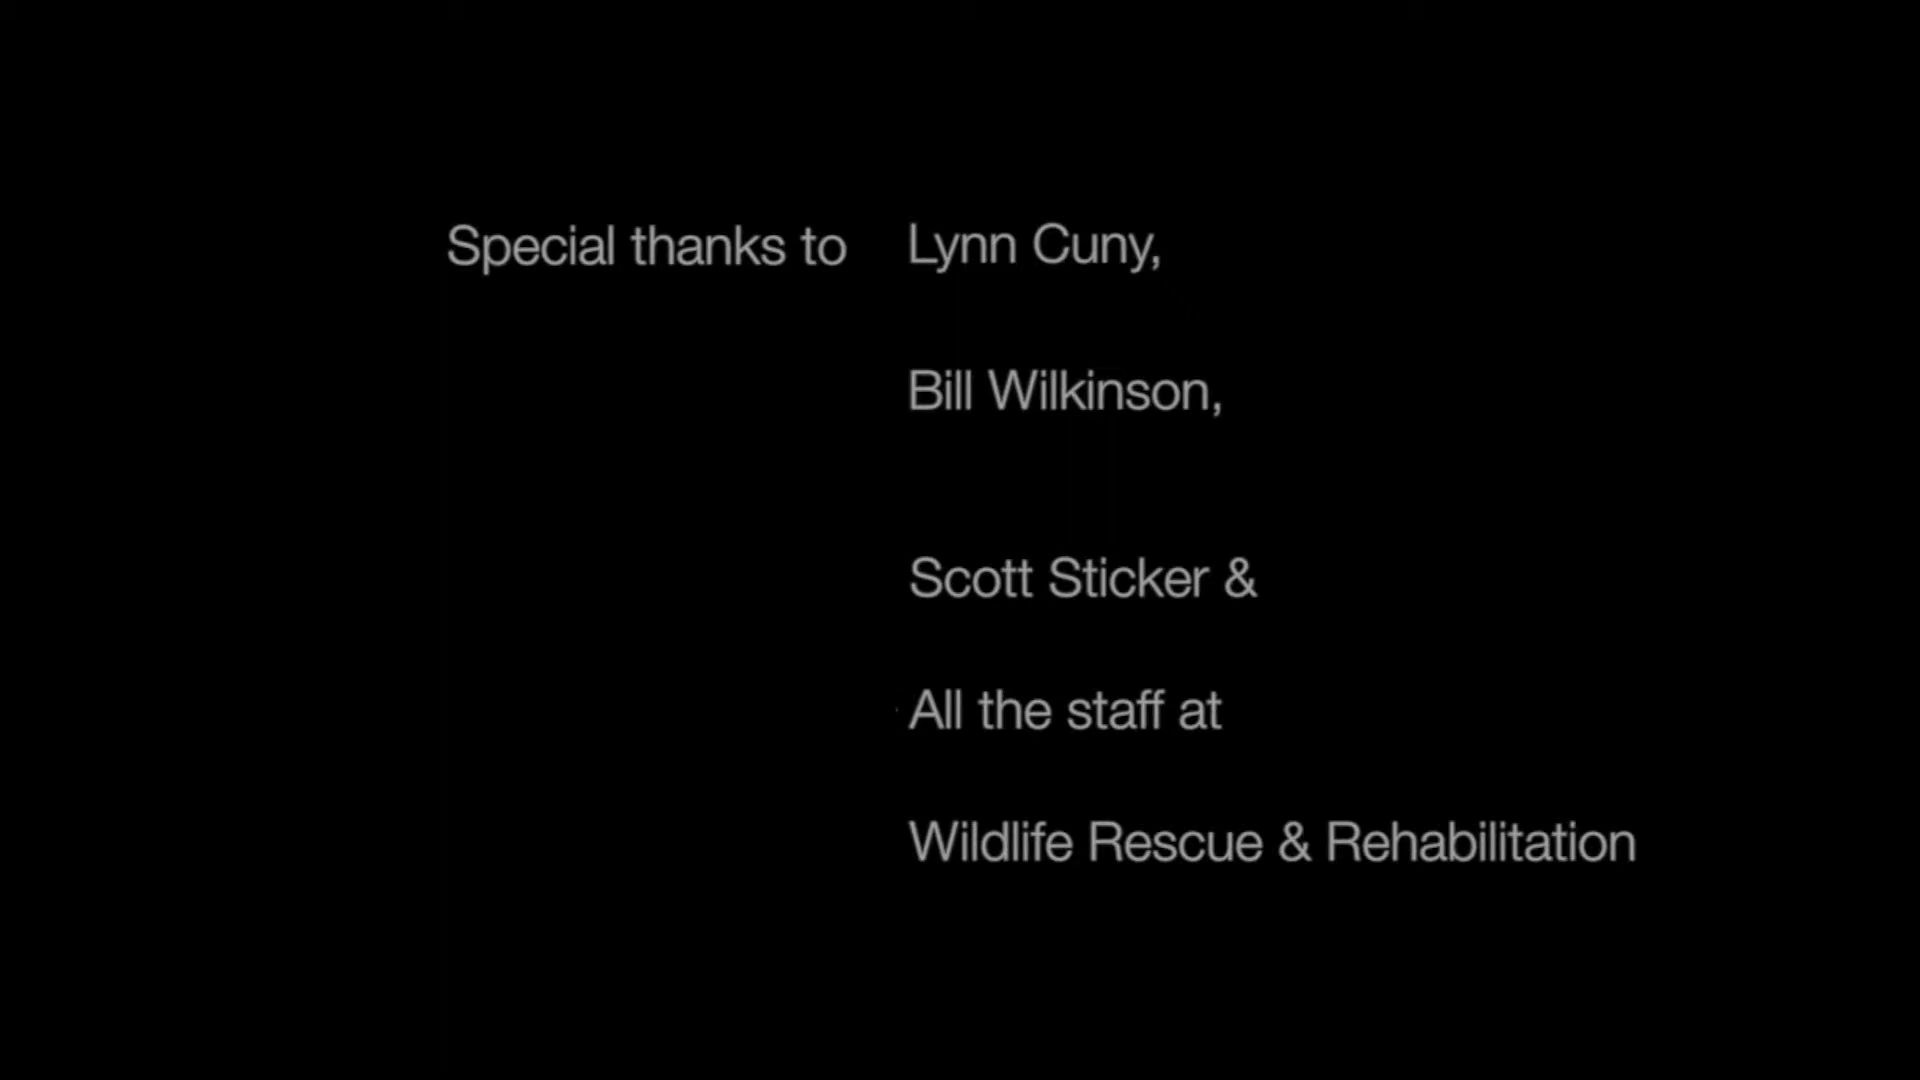 Special thanks to Lynn Cuny,
Bill Wilkinson,
Scott Sticker &
All the staff at
Wildlife Rescue & Rehabilitation